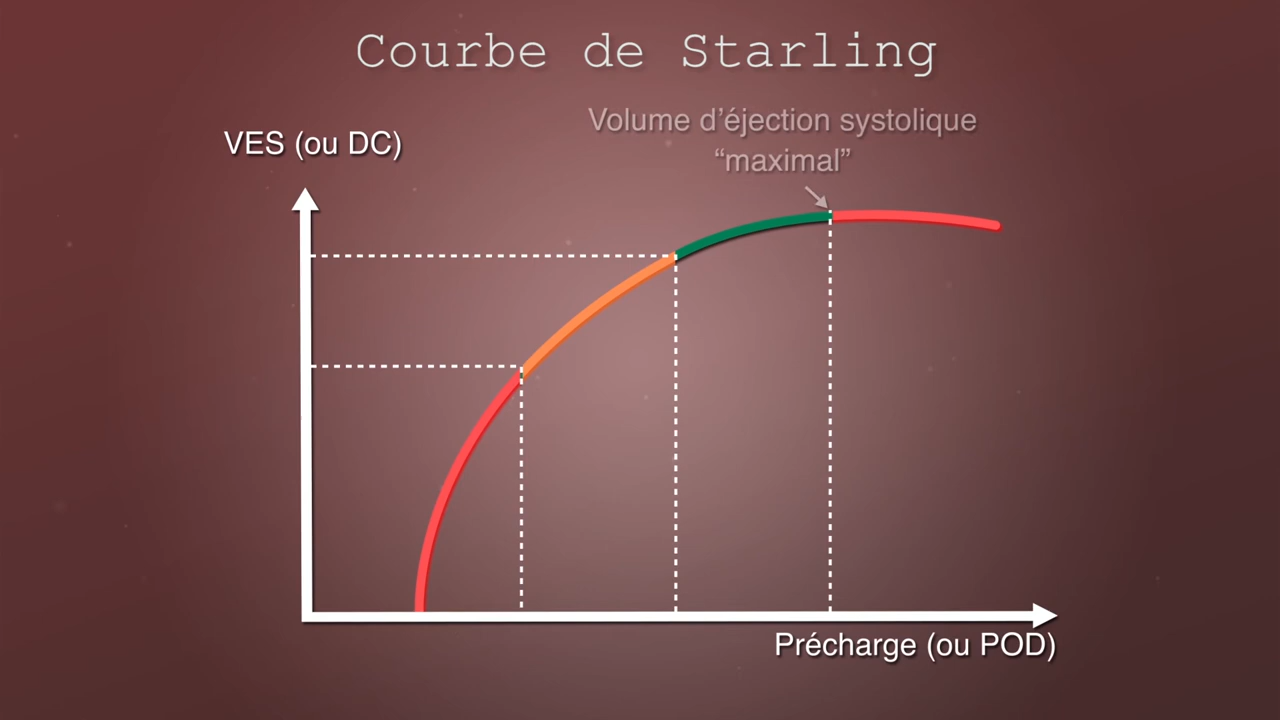 Courbe de Starling
Volume d’éjection systolique
“maximal”
VES (ou DC)
Précharge (ou POD)